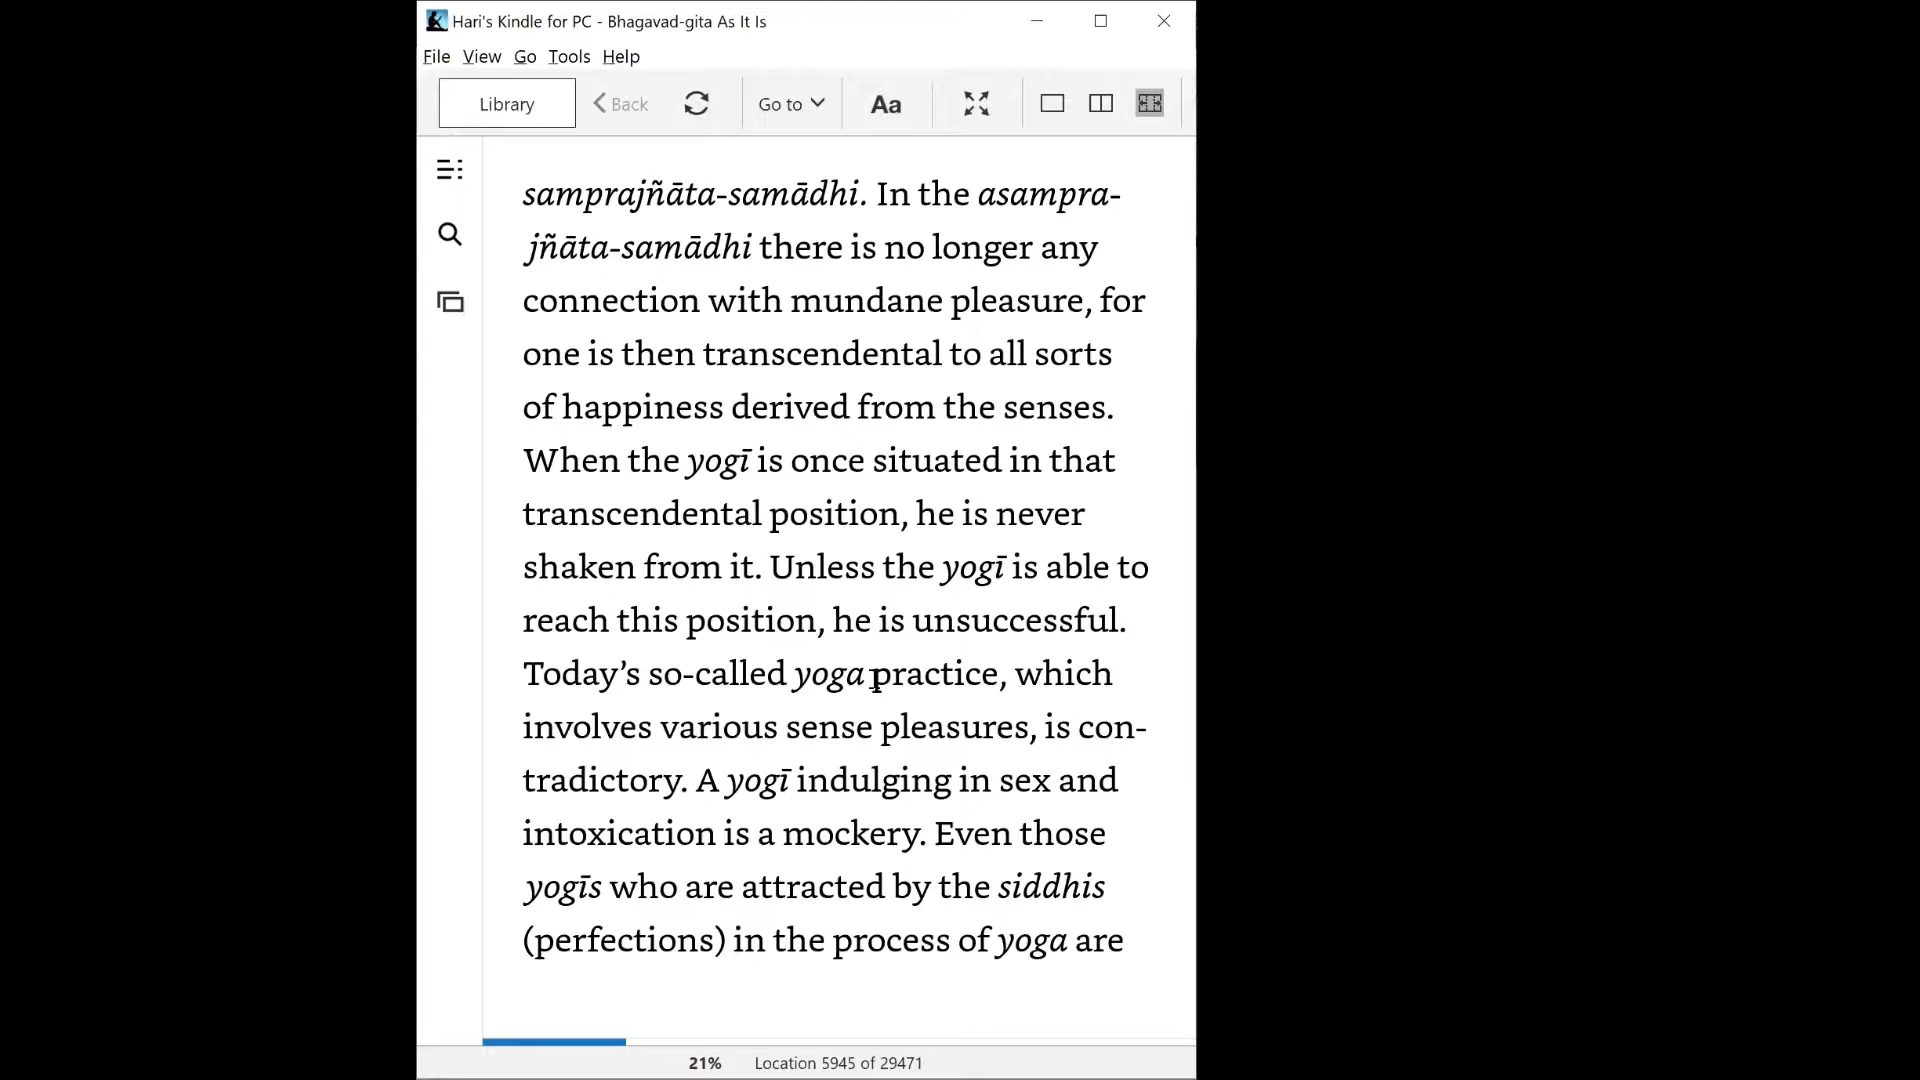 Hari's Kindle for PC - Bhagavad-gita As It Is
File View Go Tools Help
Library Back Go to Aa
samprajñāta-samādhi. In the asampra-
jñāta-samādhi there is no longer any
connection with mundane pleasure, for
one is then transcendental to all sorts
of happiness derived from the senses.
When the yogī is once situated in that
transcendental position, he is never
shaken from it. Unless the yogī is able to
reach this position, he is unsuccessful.
Today’s so-called yoga practice, which
involves various sense pleasures, is con-
tradictory. A yogī indulging in sex and
intoxication is a mockery. Even those
yogīs who are attracted by the siddhis
(perfections) in the process of yoga are
21% Location 5945 of 29471